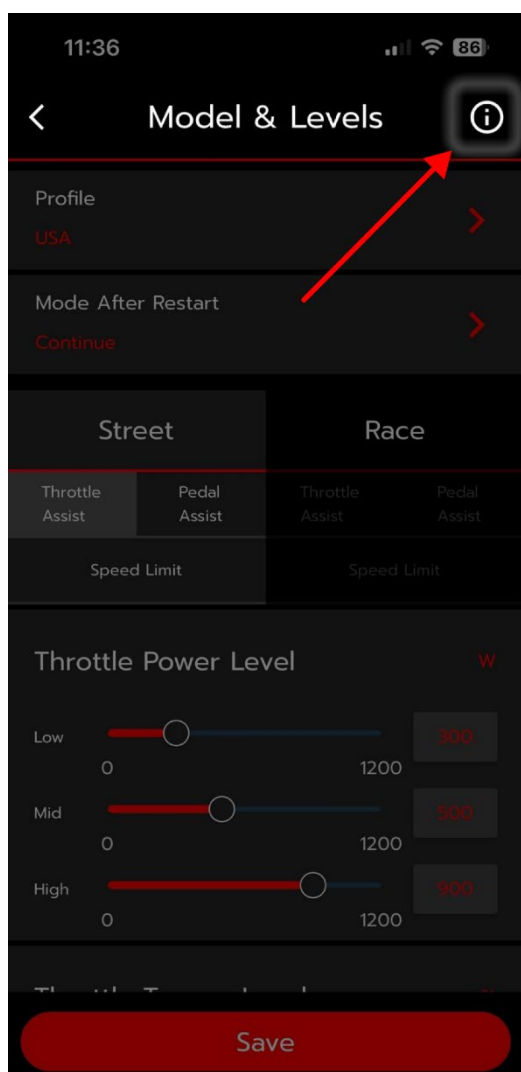 11:36
86
Model & Levels
Profile
USA
Mode After Restart
Continue
Street
Race
Throttle Assist
Pedal Assist
Throttle Assist
Pedal Assist
Speed Limit
Speed Limit
Throttle Power Level
W
Low
300
0
1200
Mid
500
0
1200
High
900
0
1200
Save